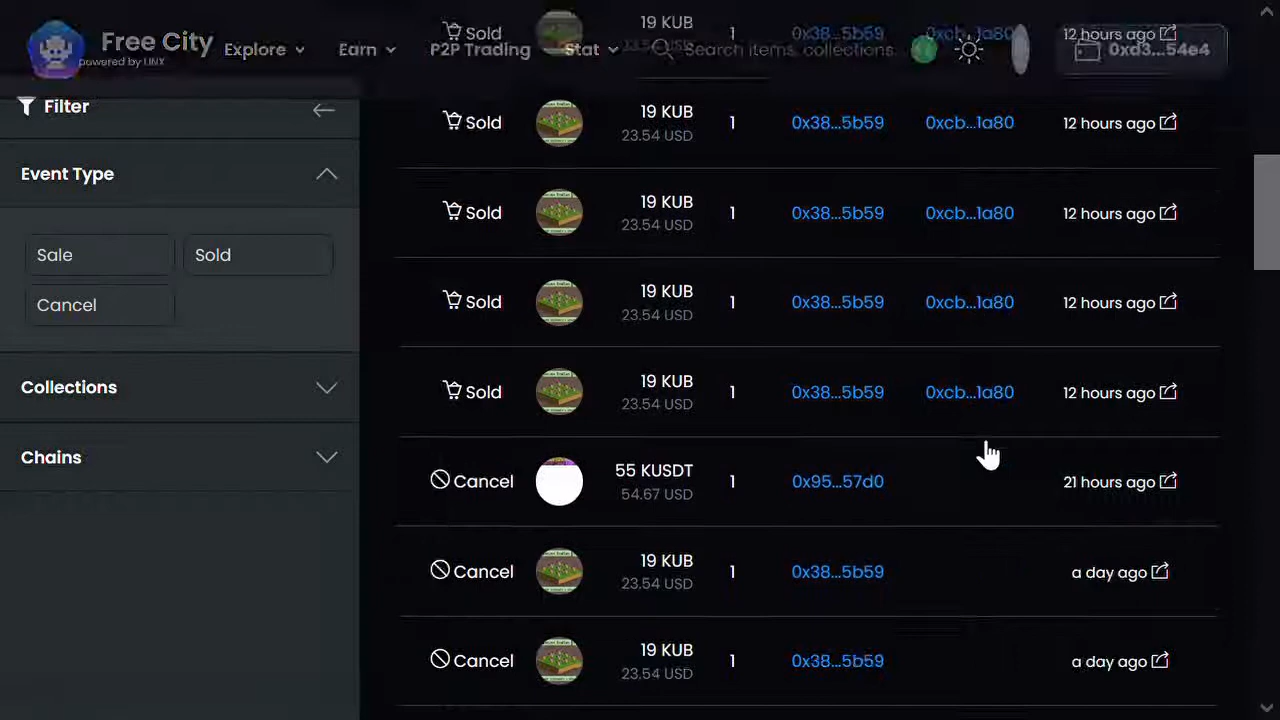 Sold
19 KUB
1
0x38...5b59
0xcb...1a80
12 hours ago
Free City
powered by LINX
Explore
Earn
P2P Trading
Stat
Search items, collections
0xd3...54e4
23.54 USD
Filter
Event Type
Sale
Sold
Cancel
Collections
Chains
Sold
19 KUB
23.54 USD
1
0x38...5b59
0xcb...1a80
12 hours ago
Sold
19 KUB
23.54 USD
1
0x38...5b59
0xcb...1a80
12 hours ago
Sold
19 KUB
23.54 USD
1
0x38...5b59
0xcb...1a80
12 hours ago
Sold
19 KUB
23.54 USD
1
0x38...5b59
0xcb...1a80
12 hours ago
Cancel
55 KUSDT
54.67 USD
1
0x95...57d0
21 hours ago
Cancel
19 KUB
23.54 USD
1
0x38...5b59
a day ago
Cancel
19 KUB
23.54 USD
1
0x38...5b59
a day ago